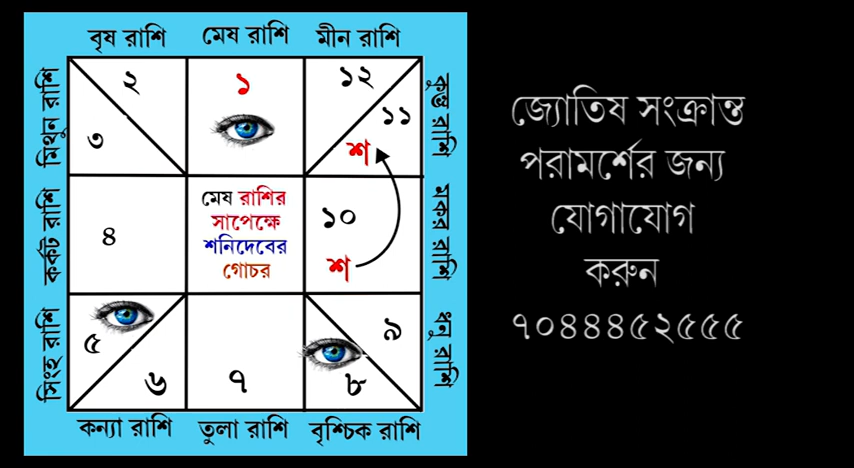 বৃষ রাশি মেষ রাশি মীন রাশি
মিথুন রাশি
কর্কট রাশি
সিংহ রাশি
২
১
১২
১১
৩
শ
মেষ রাশির
সাপেক্ষে
শনিদেবের
গোচর
৪
১০
শ
৫
৬
৭
৮
৯
কুম্ভ রাশি
মকর রাশি
ধনু রাশি
কন্যা রাশি তুলা রাশি বৃশ্চিক রাশি
জ্যোতিষ সংক্রান্ত
পরামর্শের জন্য
যোগাযোগ
করুন
৭০৪৪৪৫২৫৫৫